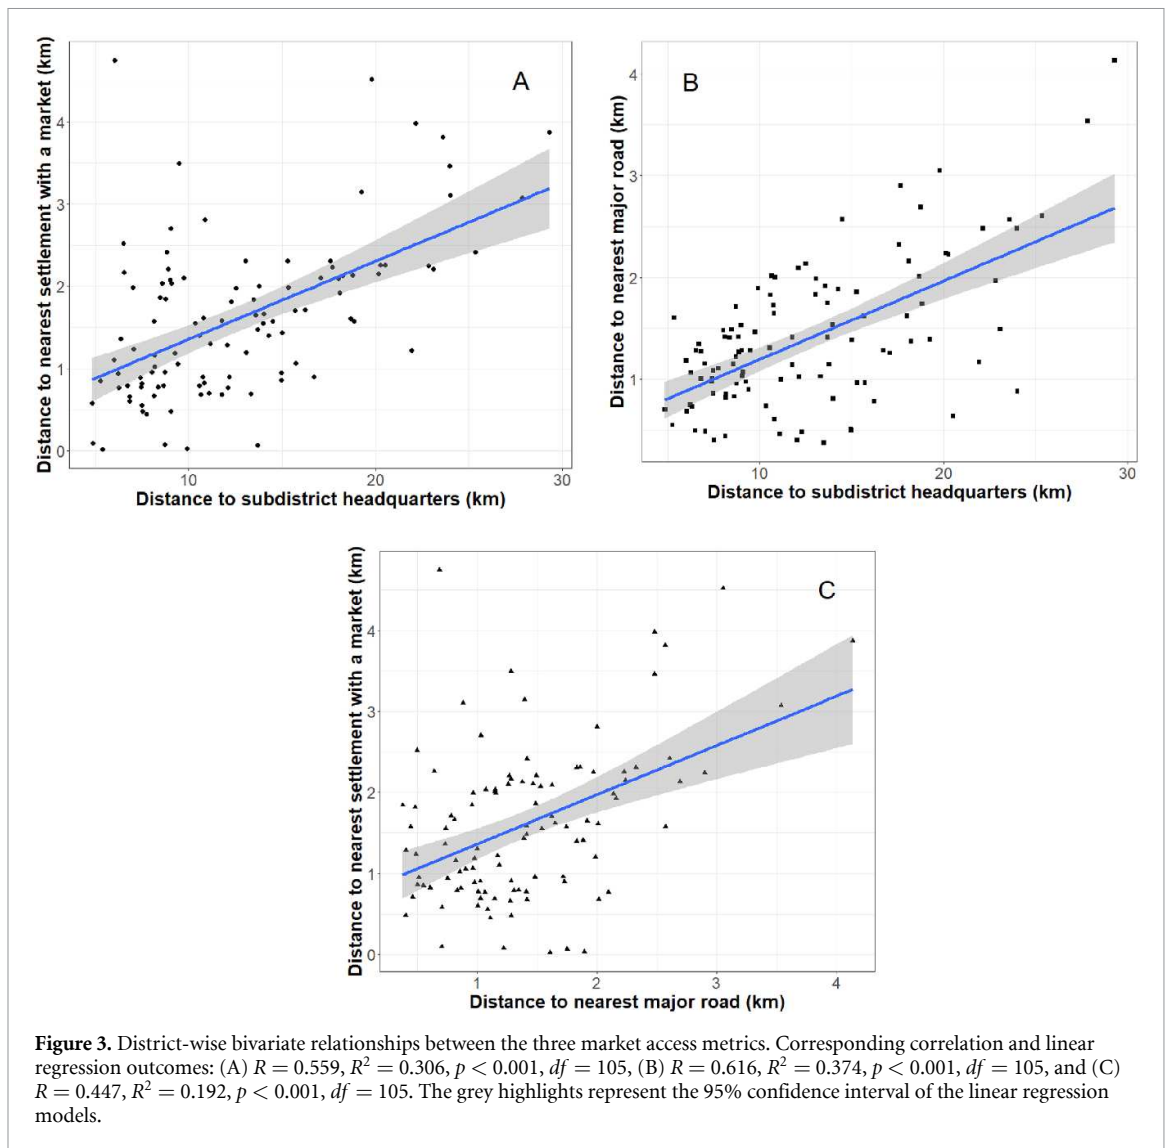 A
Distance to nearest settlement with a market (km)
4
3
2
1
0
10 20 30
Distance to subdistrict headquarters (km)
B
Distance to nearest major road (km)
4
3
2
1
10 20 30
Distance to subdistrict headquarters (km)
C
Distance to nearest settlement with a market (km)
4
3
2
1
0
1 2 3 4
Distance to nearest major road (km)
Figure 3. District-wise bivariate relationships between the three market access metrics. Corresponding correlation and linear
regression outcomes: (A) R = 0.559, R² = 0.306, p < 0.001, df = 105, (B) R = 0.616, R² = 0.374, p < 0.001, df = 105, and (C)
R = 0.447, R² = 0.192, p < 0.001, df = 105. The grey highlights represent the 95% confidence interval of the linear regression
models.